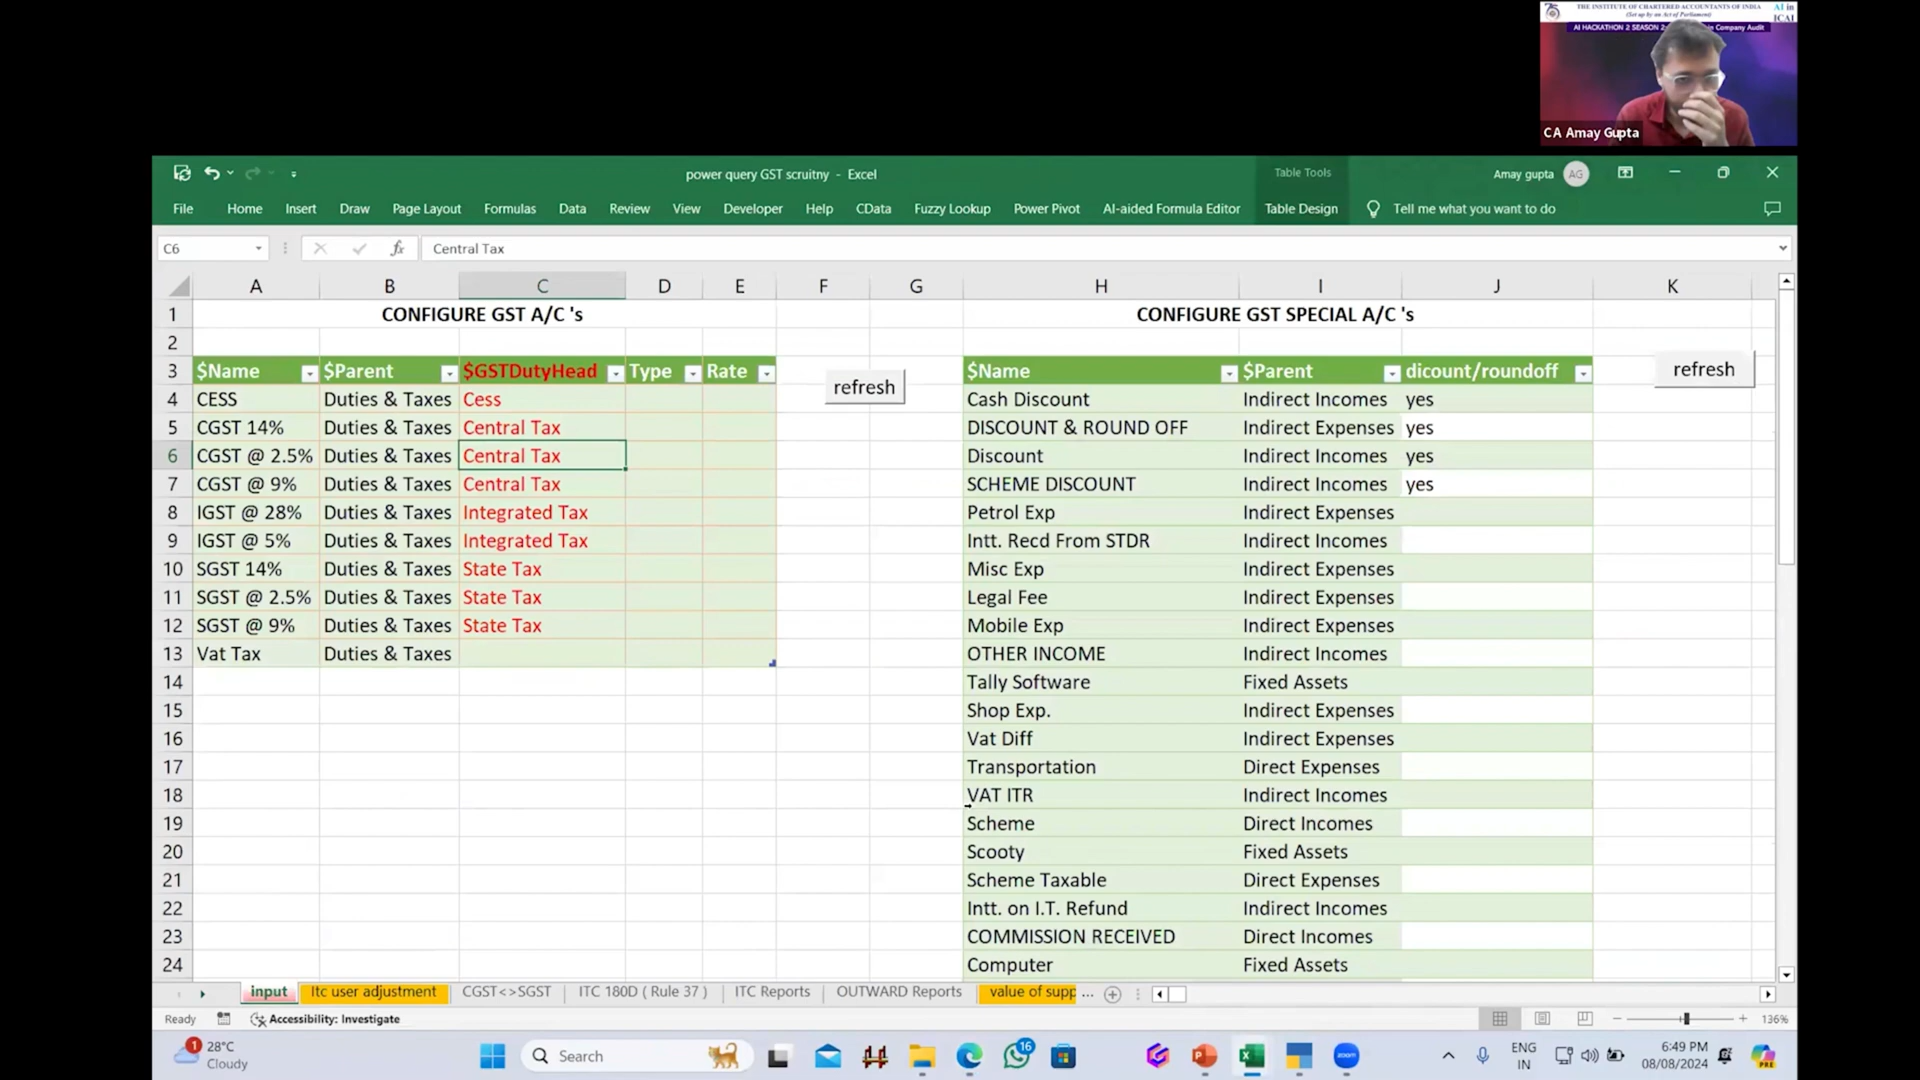 THE INSTITUTE OF CHARTERED ACCOUNTANTS OF INDIA
(Set up by an Act of Parliament)
AI in
ICAI
AI HACKATHON 2 SEASON 2
in Company Audit
CA Amay Gupta
power query GST scruitny - Excel
Table Tools
Amay gupta AG
File Home Insert Draw Page Layout Formulas Data Review View Developer Help CData Fuzzy Lookup Power Pivot AI-aided Formula Editor Table Design Tell me what you want to do
C6 fx Central Tax
A B C D E F G H I J K
1 CONFIGURE GST A/C 's CONFIGURE GST SPECIAL A/C 's
2
3 $Name $Parent $GSTDutyHead Type Rate refresh $Name $Parent dicount/roundoff refresh
4 CESS Duties & Taxes Cess Cash Discount Indirect Incomes yes
5 CGST 14% Duties & Taxes Central Tax DISCOUNT & ROUND OFF Indirect Expenses yes
6 CGST @ 2.5% Duties & Taxes Central Tax Discount Indirect Incomes yes
7 CGST @ 9% Duties & Taxes Central Tax SCHEME DISCOUNT Indirect Incomes yes
8 IGST @ 28% Duties & Taxes Integrated Tax Petrol Exp Indirect Expenses
9 IGST @ 5% Duties & Taxes Integrated Tax Intt. Recd From STDR Indirect Incomes
10 SGST 14% Duties & Taxes State Tax Misc Exp Indirect Expenses
11 SGST @ 2.5% Duties & Taxes State Tax Legal Fee Indirect Expenses
12 SGST @ 9% Duties & Taxes State Tax Mobile Exp Indirect Expenses
13 Vat Tax Duties & Taxes OTHER INCOME Indirect Incomes
14 Tally Software Fixed Assets
15 Shop Exp. Indirect Expenses
16 Vat Diff Indirect Expenses
17 Transportation Direct Expenses
18 VAT ITR Indirect Incomes
19 Scheme Direct Incomes
20 Scooty Fixed Assets
21 Scheme Taxable Direct Expenses
22 Intt. on I.T. Refund Indirect Incomes
23 COMMISSION RECEIVED Direct Incomes
24 Computer Fixed Assets
input Itc user adjustment CGST<>SGST ITC 180D ( Rule 37 ) ITC Reports OUTWARD Reports value of supp ...
Ready Accessibility: Investigate 136%
1 28°C
Cloudy
Search
16
ENG
IN
6:49 PM
08/08/2024
PRE